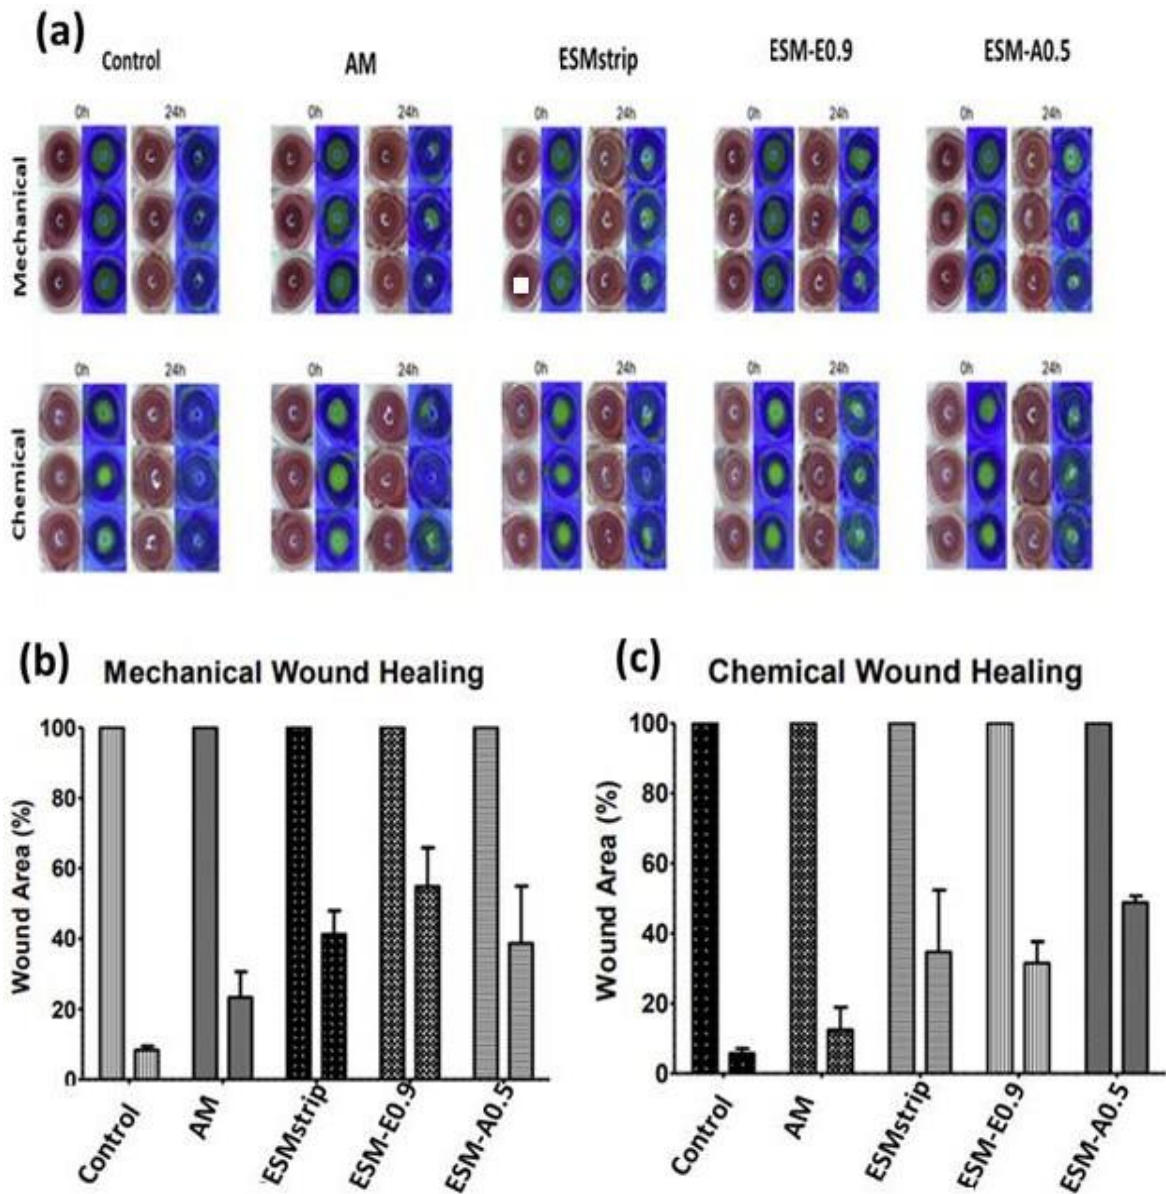 (a)
Control AM ESMstrip ESM-E0.9 ESM-A0.5
0h 24h 0h 24h 0h 24h 0h 24h 0h 24h
Mechanical
0h 24h 0h 24h 0h 24h 0h 24h 0h 24h
Chemical
(b) Mechanical Wound Healing
100
80
60
40
20
0
Wound Area (%)
Control AM ESMstrip ESM-E0.9 ESM-A0.5
(c) Chemical Wound Healing
100
80
60
40
20
0
Wound Area (%)
Control AM ESMstrip ESM-E0.9 ESM-A0.5